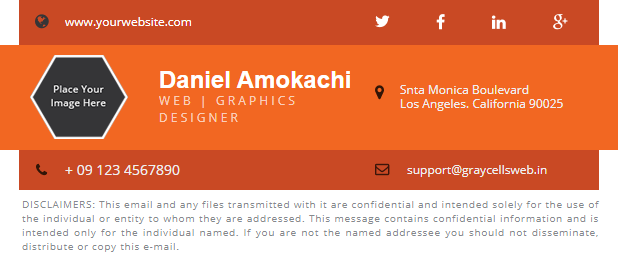 www.yourwebsite.com
Place Your
Image Here
Daniel Amokachi
WEB | GRAPHICS
DESIGNER
Snta Monica Boulevard
Los Angeles. California 90025
+ 09 123 4567890
support@graycellsweb.in
DISCLAIMERS: This email and any files transmitted with it are confidential and intended solely for the use of
the individual or entity to whom they are addressed. This message contains confidential information and is
intended only for the individual named. If you are not the named addressee you should not disseminate,
distribute or copy this e-mail.